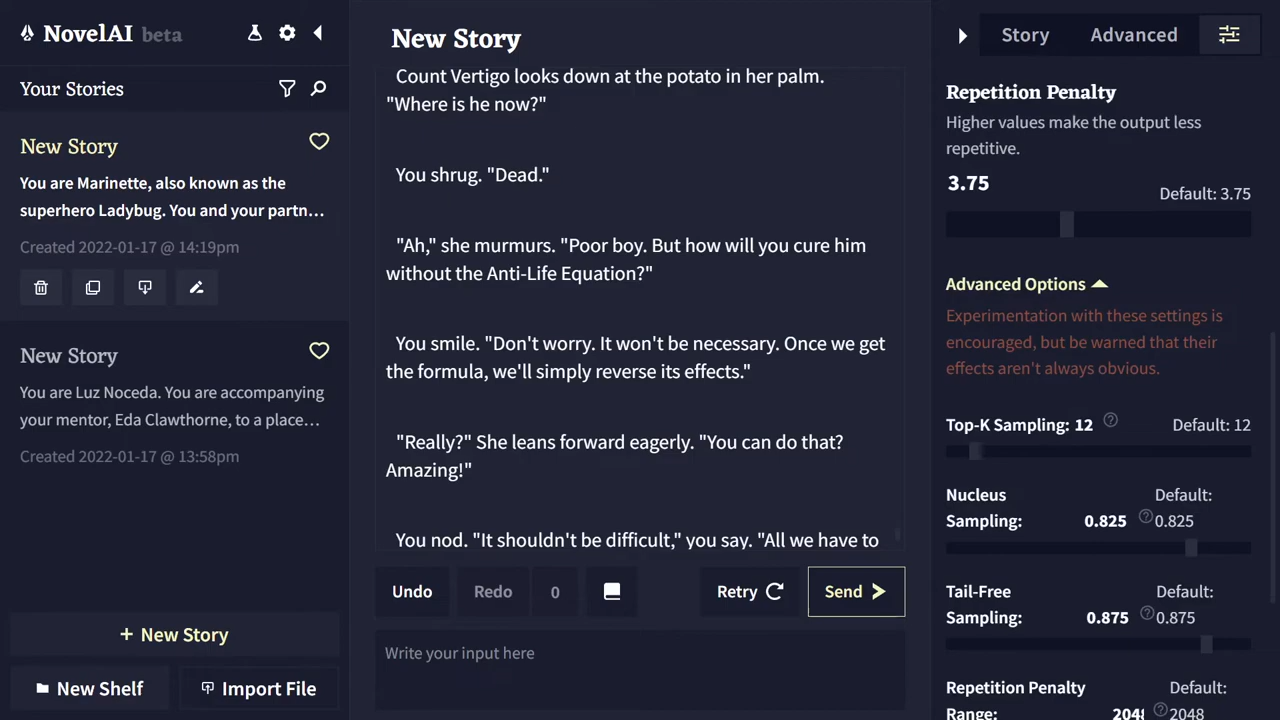 NovelAI beta
Your Stories
New Story
You are Marinette, also known as the
superhero Ladybug. You and your partn...
Created 2022-01-17 @ 14:19pm
New Story
You are Luz Noceda. You are accompanying
your mentor, Eda Clawthorne, to a place...
Created 2022-01-17 @ 13:58pm
+ New Story
New Shelf
Import File
New Story
Count Vertigo looks down at the potato in her palm.
"Where is he now?"
You shrug. "Dead."
"Ah," she murmurs. "Poor boy. But how will you cure him
without the Anti-Life Equation?"
You smile. "Don't worry. It won't be necessary. Once we get
the formula, we'll simply reverse its effects."
"Really?" She leans forward eagerly. "You can do that?
Amazing!"
You nod. "It shouldn't be difficult," you say. "All we have to
Undo
Redo
0
Retry
Send
Write your input here
Story
Advanced
Repetition Penalty
Higher values make the output less
repetitive.
3.75
Default: 3.75
Advanced Options
Experimentation with these settings is
encouraged, but be warned that their
effects aren't always obvious.
Top-K Sampling: 12
Default: 12
Nucleus
Sampling: 0.825
Default:
0.825
Tail-Free
Sampling: 0.875
Default:
0.875
Repetition Penalty
Range: 2048
Default:
2048